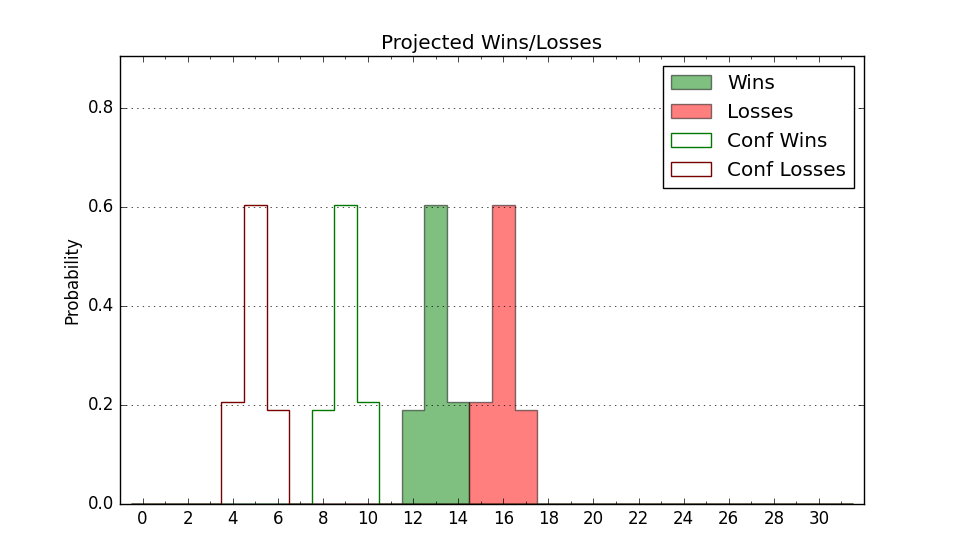 Projected Wins/Losses
Wins
Losses
Conf Wins
Conf Losses
Probability
0.8
0.6
0.4
0.2
0.0
0 2 4 6 8 10 12 14 16 18 20 22 24 26 28 30